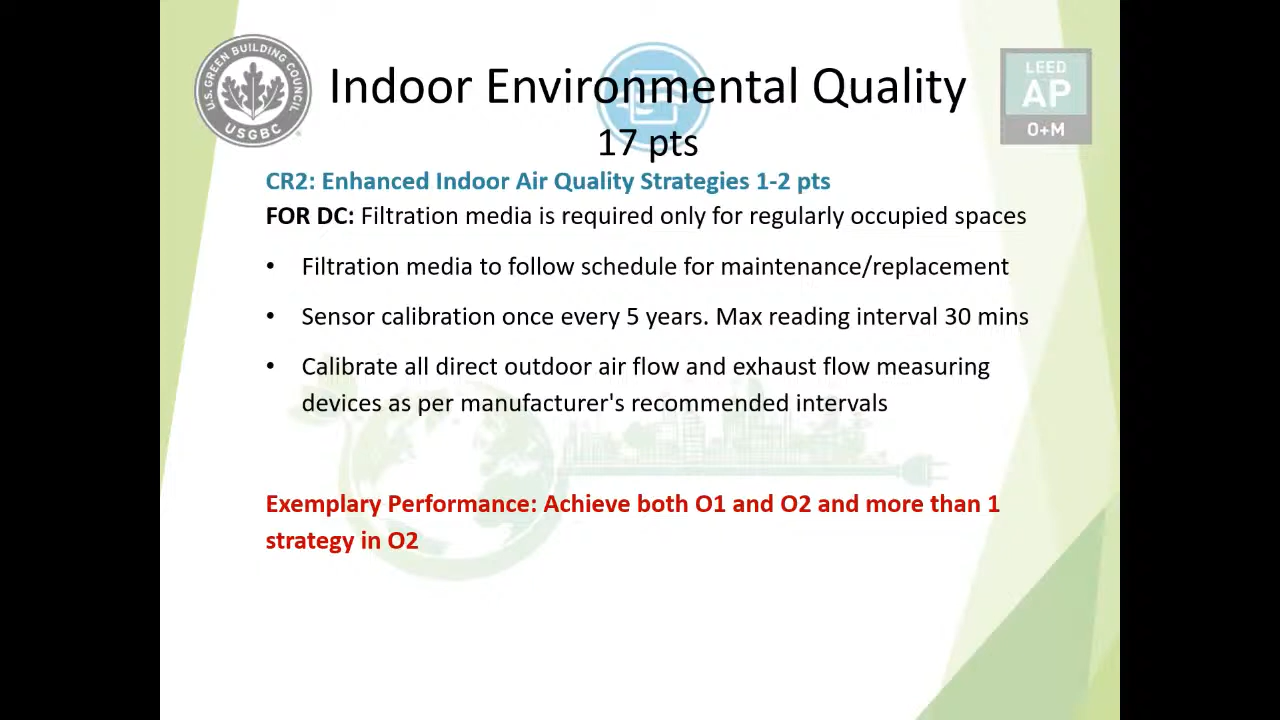 U.S. GREEN BUILDING COUNCIL
USGBC
Indoor Environmental Quality
17 pts
LEED
AP
O+M
CR2: Enhanced Indoor Air Quality Strategies 1-2 pts
FOR DC: Filtration media is required only for regularly occupied spaces
• Filtration media to follow schedule for maintenance/replacement
• Sensor calibration once every 5 years. Max reading interval 30 mins
• Calibrate all direct outdoor air flow and exhaust flow measuring
devices as per manufacturer's recommended intervals
Exemplary Performance: Achieve both O1 and O2 and more than 1
strategy in O2